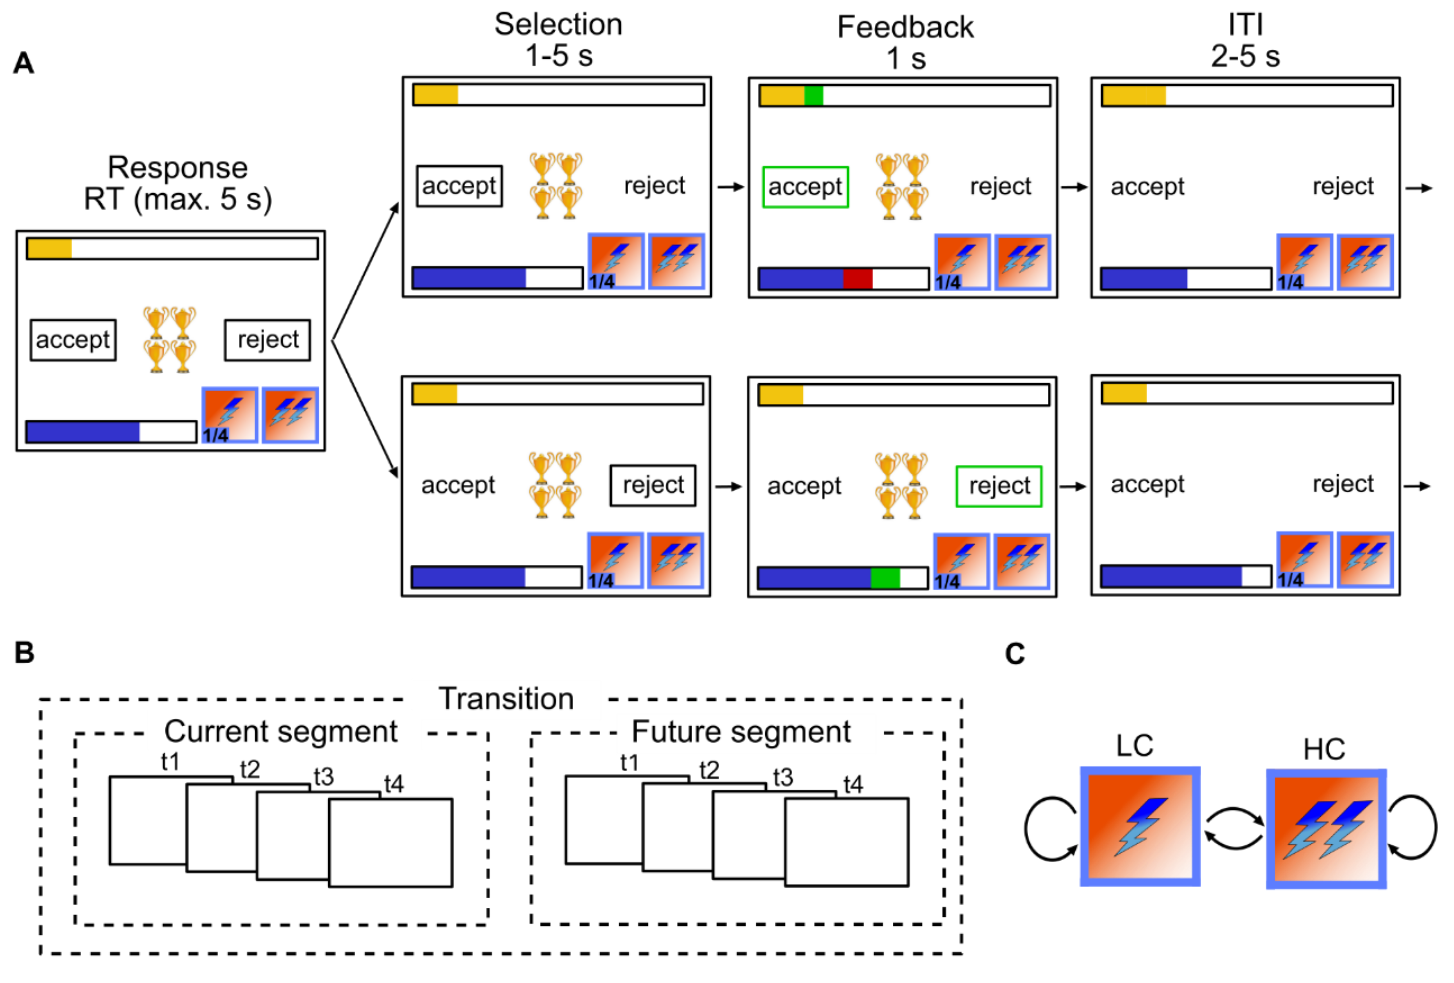 A
Response
RT (max. 5 s)
Selection
1-5 s
Feedback
1 s
ITI
2-5 s
accept
reject
1/4
accept
reject
1/4
accept
reject
1/4
accept
reject
1/4
accept
reject
1/4
accept
reject
1/4
accept
reject
1/4
B
Transition
Current segment
t1
t2
t3
t4
Future segment
t1
t2
t3
t4
C
LC
HC